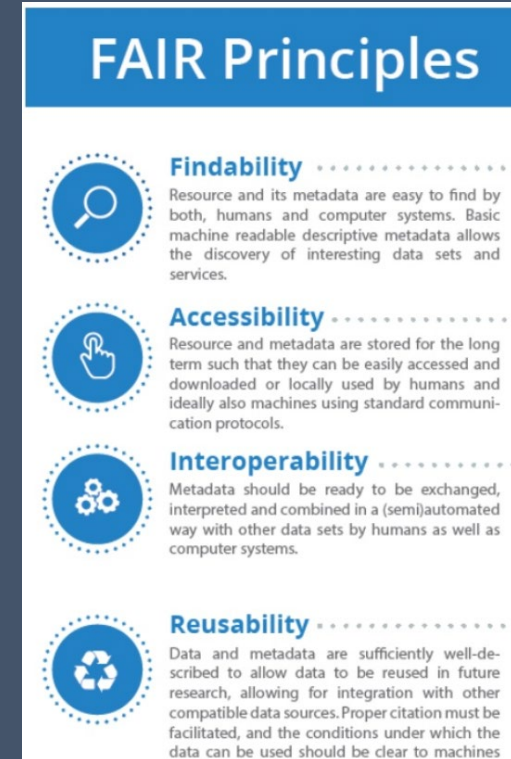 FAIR Principles
Findability
Resource and its metadata are easy to find by
both, humans and computer systems. Basic
machine readable descriptive metadata allows
the discovery of interesting data sets and
services.
Accessibility
Resource and metadata are stored for the long
term such that they can be easily accessed and
downloaded or locally used by humans and
ideally also machines using standard communi-
cation protocols.
Interoperability
Metadata should be ready to be exchanged,
interpreted and combined in a (semi)automated
way with other data sets by humans as well as
computer systems.
Reusability
Data and metadata are sufficiently well-de-
scribed to allow data to be reused in future
research, allowing for integration with other
compatible data sources. Proper citation must be
facilitated, and the conditions under which the
data can be used should be clear to machines